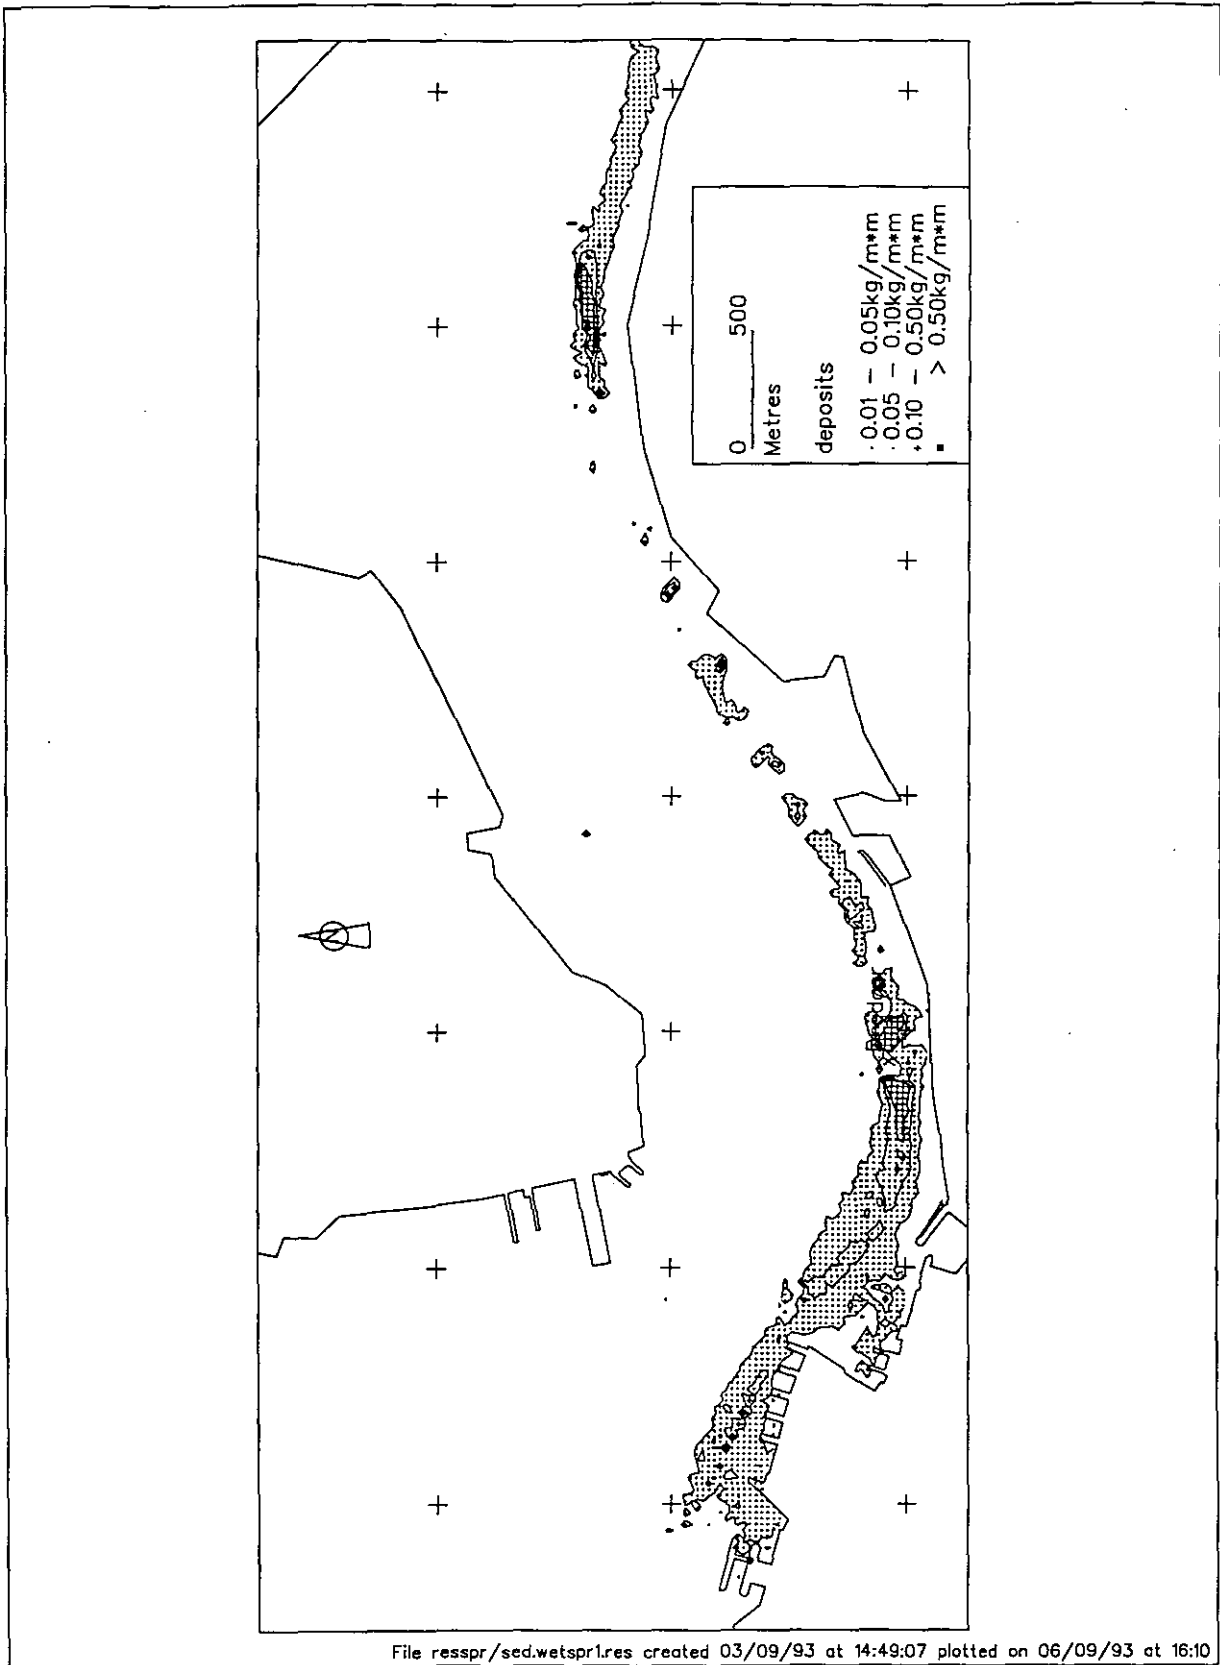 N
0 500
Metres
deposits
· 0.01 – 0.05kg/m*m
· 0.05 – 0.10kg/m*m
+ 0.10 – 0.50kg/m*m
▪ > 0.50kg/m*m
File resspr/sed.wetspr1.res created 03/09/93 at 14:49:07 plotted on 06/09/93 at 16:10